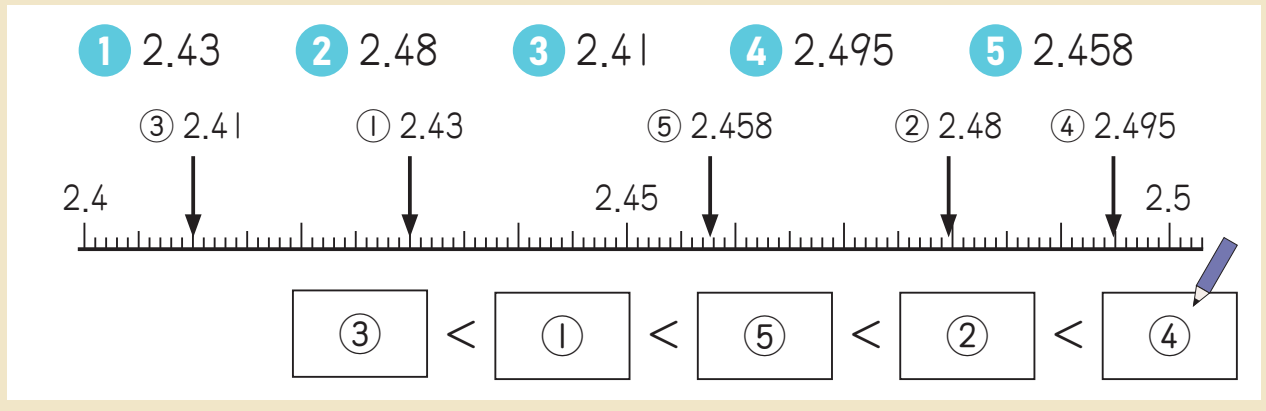 1 2.43 2 2.48 3 2.41 4 2.495 5 2.458
③ 2.41 ① 2.43 ⑤ 2.458 ② 2.48 ④ 2.495
2.4 2.45 2.5
③ < ① < ⑤ < ② < ④